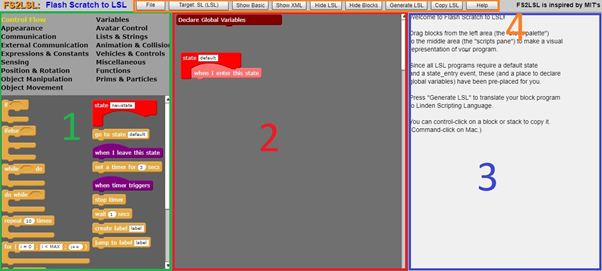 FS2LSL: Flash Scratch to LSL
File
Target: SL (LSL)
Show Basic
Show XML
Hide LSL
Hide Blocks
Generate LSL
Copy LSL
Help
FS2LSL is inspired by MIT's
Control Flow
Appearance
Communication
External Communication
Expressions & Constants
Sensing
Position & Rotation
Object Manipulation
Object Movement
Variables
Avatar Control
Lists & Strings
Animation & Collision
Vehicles & Controls
Miscellaneous
Functions
Prims & Particles
if
if/else
while do
do while
repeat 10 times
for i = 0 ; i < MAX ; i++
state newstate
go to state default
when I leave this state
set a timer for 2 secs
when timer triggers
stop timer
wait 1 secs
create label label
jump to label label
1
Declare Global Variables
state default
when I enter this state
2
4
Welcome to Flash Scratch to LSL!
Drag blocks from the left area (the
to the middle area (the "scripts pane") to make a visual
representation of your program.
Since all LSL programs require a default state
and a state_entry event, these (and a place to declare
global variables) have been pre-placed for you.
Press "Generate LSL" to translate your block program
to Linden Scripting Language.
You can control-click on a block or stack to copy it.
Command-click on Mac.)
3